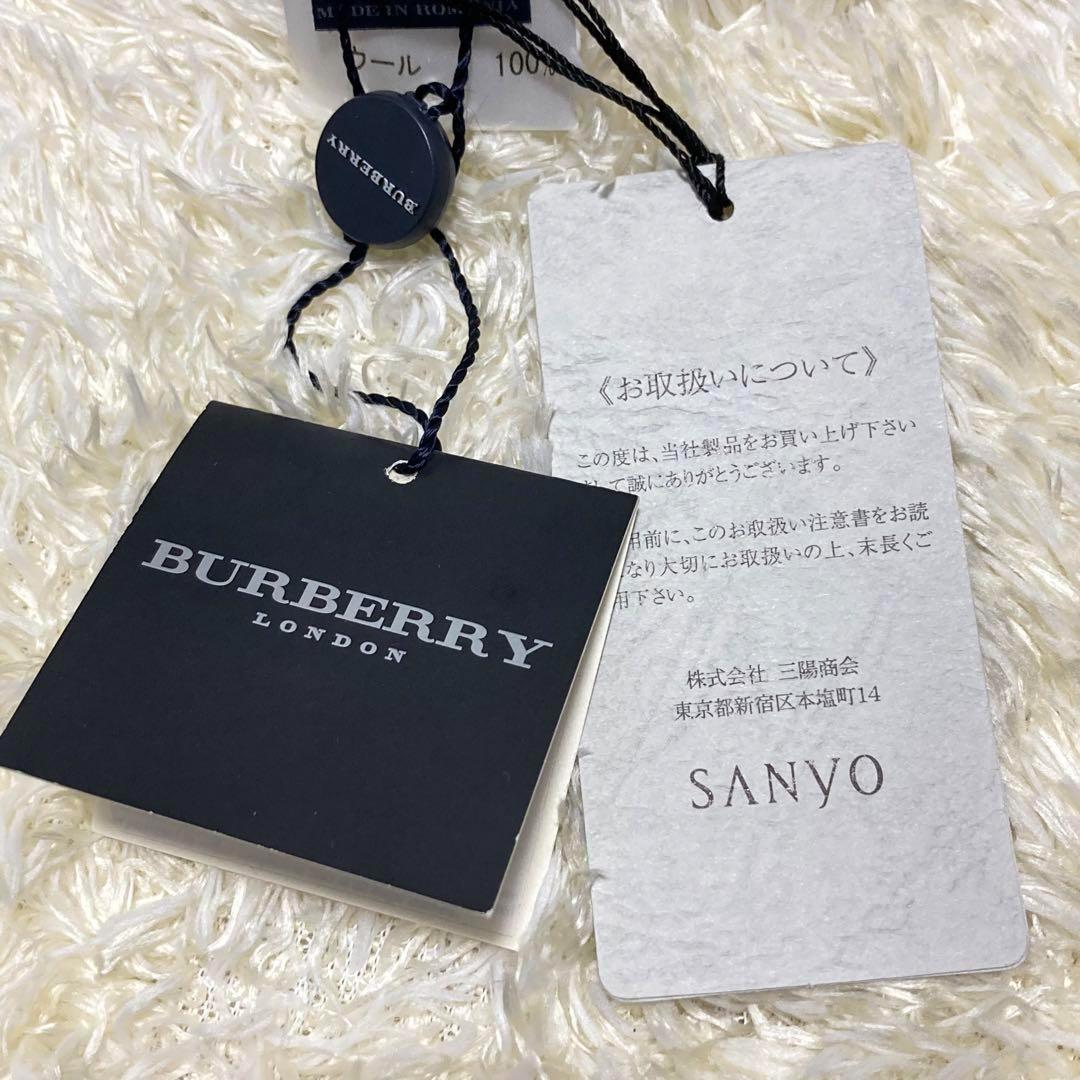 MADE IN ROMANIA
ウール 100%
BURBERRY
BURBERRY
LONDON
《お取扱いについて》
この度は、当社製品をお買い上げ下さい
して誠にありがとうございます。
用前に、このお取扱い注意書をお読
なり大切にお取扱いの上、末長くご
用下さい。
株式会社 三陽商会
東京都新宿区本塩町14
SANYO